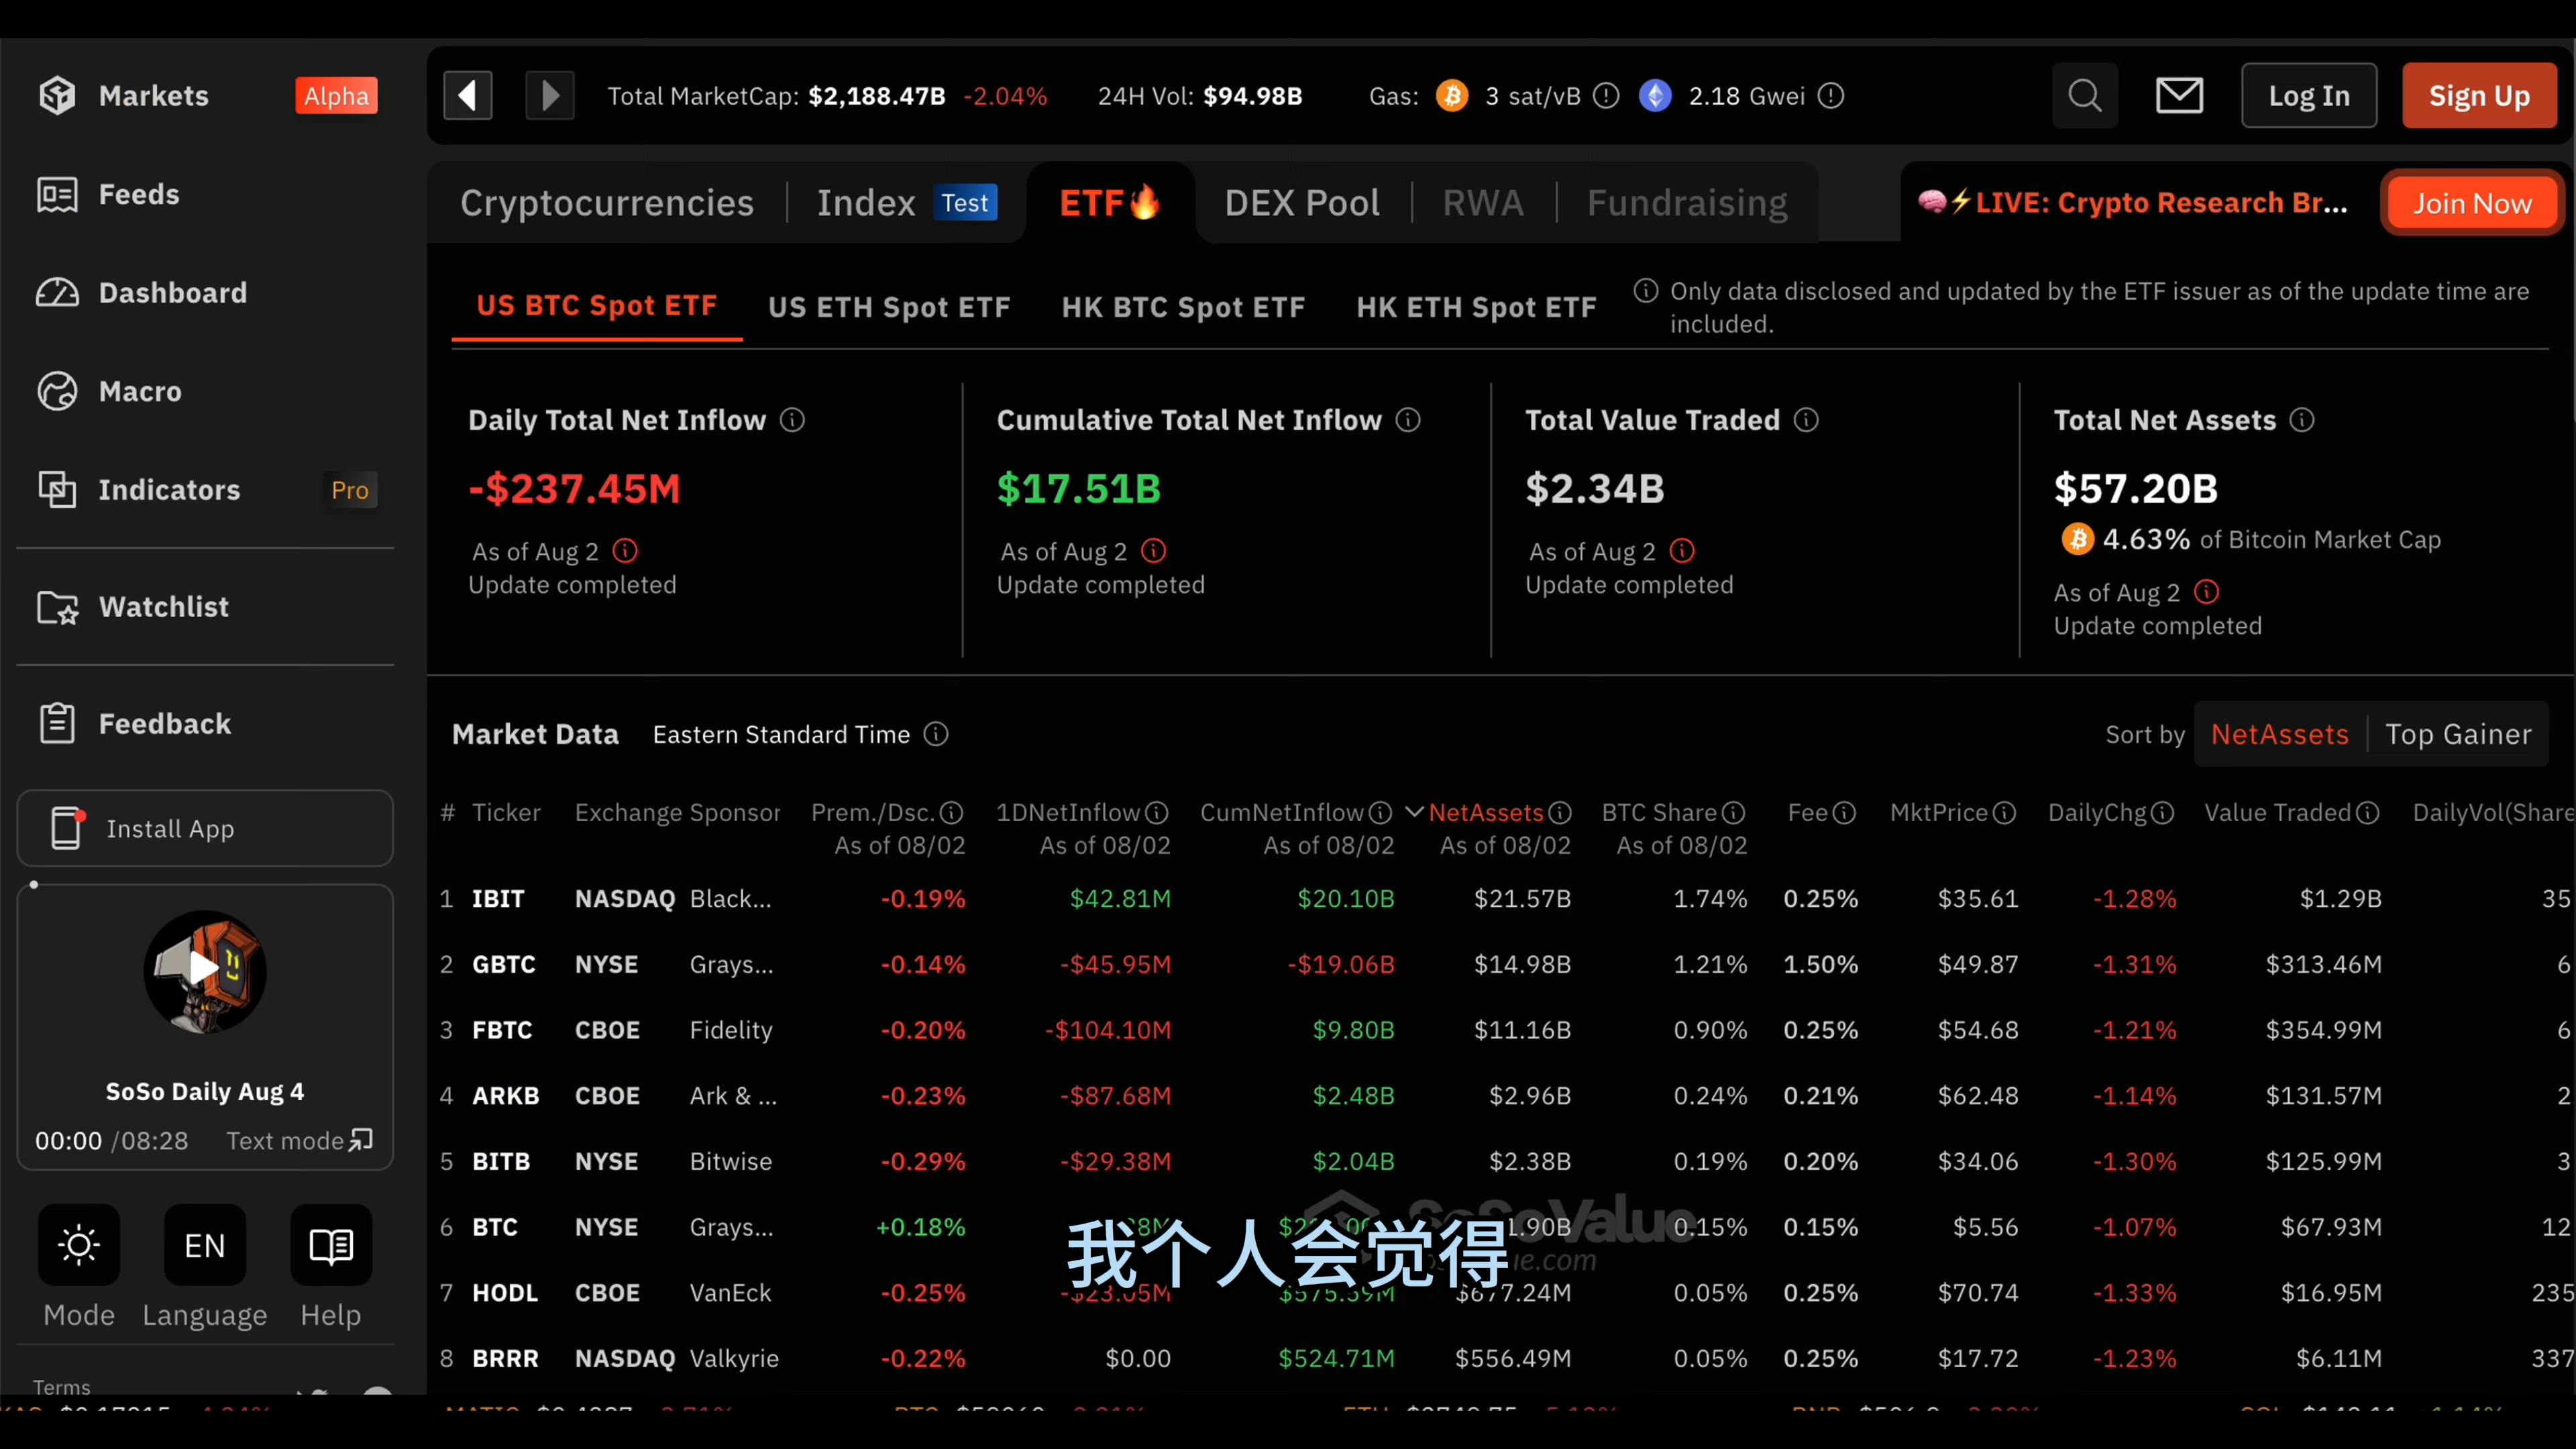 Markets Alpha
Total MarketCap: $2,188.47B -2.04% 24H Vol: $94.98B Gas: 3 sat/vB 2.18 Gwei Log In Sign Up
Feeds
Cryptocurrencies Index Test ETF🔥 DEX Pool RWA Fundraising 🧠⚡LIVE: Crypto Research Br... Join Now
Dashboard
US BTC Spot ETF US ETH Spot ETF HK BTC Spot ETF HK ETH Spot ETF
Only data disclosed and updated by the ETF issuer as of the update time are
included.
Macro
Indicators Pro
Watchlist
Feedback
Install App
SoSo Daily Aug 4
00:00 /08:28 Text mode
EN
Mode Language Help
Terms
Daily Total Net Inflow
-$237.45M
As of Aug 2
Update completed
Cumulative Total Net Inflow
$17.51B
As of Aug 2
Update completed
Total Value Traded
$2.34B
As of Aug 2
Update completed
Total Net Assets
$57.20B
4.63% of Bitcoin Market Cap
As of Aug 2
Update completed
Market Data Eastern Standard Time Sort by NetAssets Top Gainer
# Ticker Exchange Sponsor Prem./Dsc. 1DNetInflow CumNetInflow NetAssets BTC Share Fee MktPrice DailyChg Value Traded DailyVol(Share
As of 08/02 As of 08/02 As of 08/02 As of 08/02 As of 08/02
1 IBIT NASDAQ Black... -0.19% $42.81M $20.10B $21.57B 1.74% 0.25% $35.61 -1.28% $1.29B 35
2 GBTC NYSE Grays... -0.14% -$45.95M -$19.06B $14.98B 1.21% 1.50% $49.87 -1.31% $313.46M 6
3 FBTC CBOE Fidelity -0.20% -$104.10M $9.80B $11.16B 0.90% 0.25% $54.68 -1.21% $354.99M 6
4 ARKB CBOE Ark & ... -0.23% -$87.68M $2.48B $2.96B 0.24% 0.21% $62.48 -1.14% $131.57M 2
5 BITB NYSE Bitwise -0.29% -$29.38M $2.04B $2.38B 0.19% 0.20% $34.06 -1.30% $125.99M 3
6 BTC NYSE Grays... +0.18% 0.15% 0.15% $5.56 -1.07% $67.93M 12
SoSoValue
我个人会觉得
7 HODL CBOE VanEck -0.25% $677.24M 0.05% 0.25% $70.74 -1.33% $16.95M 235
8 BRRR NASDAQ Valkyrie -0.22% $0.00 $524.71M $556.49M 0.05% 0.25% $17.72 -1.23% $6.11M 337